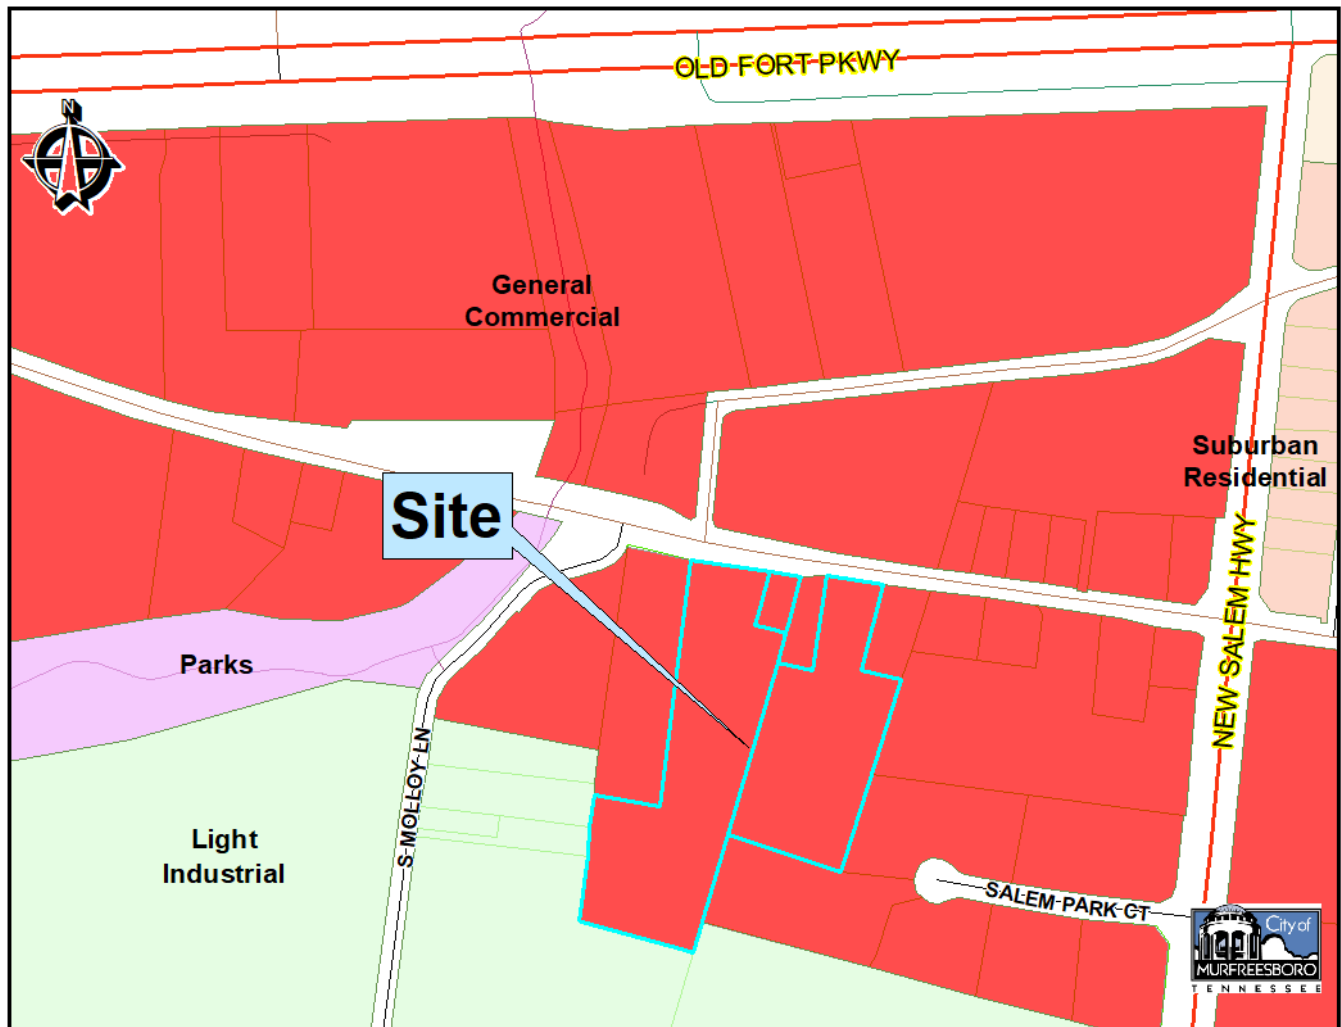 OLD FORT PKWY
N
General
Commercial
Suburban
Residential
Site
NEW SALEM HWY
Parks
S MOLLOY LN
Light
Industrial
SALEM PARK CT
City of
MURFREESBORO
TENNESSEE